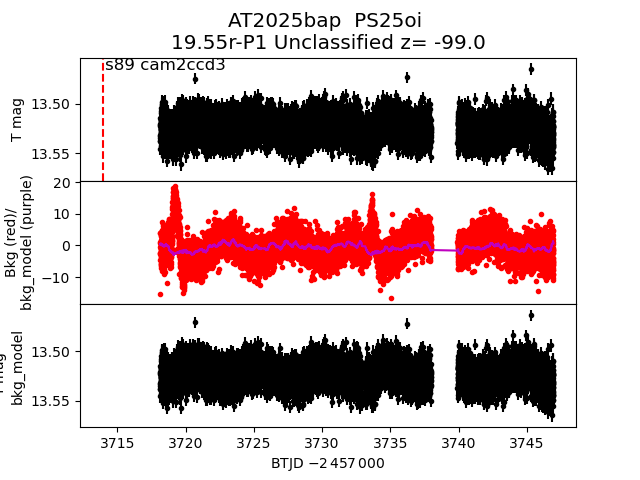 AT2025bap  PS25oi
19.55r-P1 Unclassified z= -99.0
s89 cam2ccd3
T mag
13.50
13.55
Bkg (red)/
bkg_model (purple)
20
10
0
−10
bkg_model
13.50
13.55
3715 3720 3725 3730 3735 3740 3745
BTJD −2 457 000